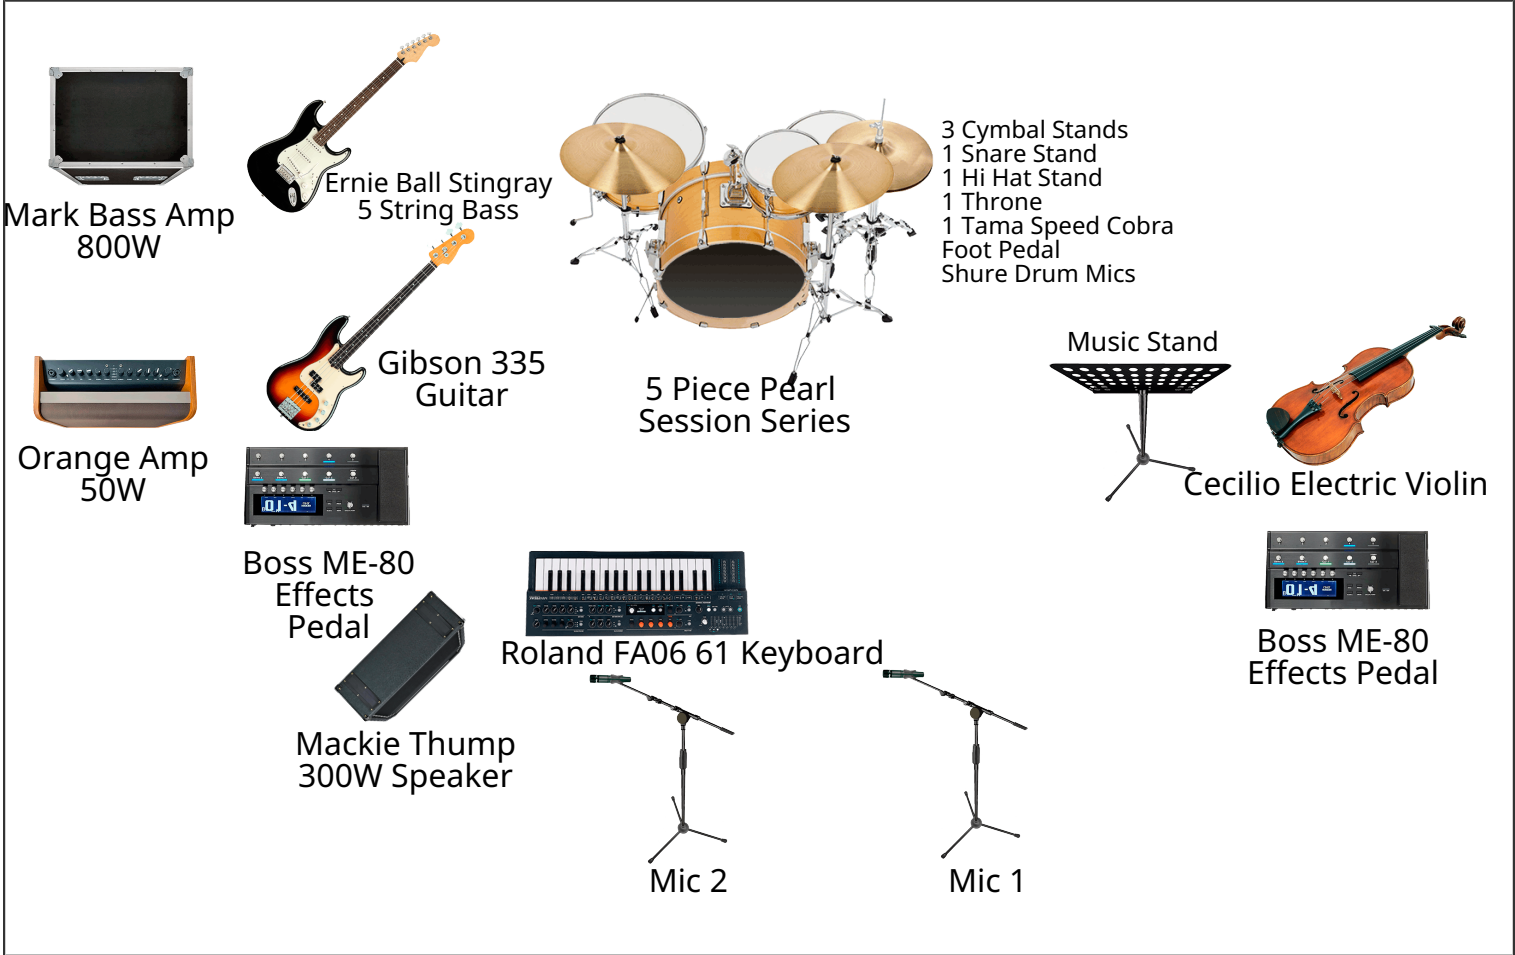 Mark Bass Amp
800W
Ernie Ball Stingray
5 String Bass
3 Cymbal Stands
1 Snare Stand
1 Hi Hat Stand
1 Throne
1 Tama Speed Cobra
Foot Pedal
Shure Drum Mics
Gibson 335
Guitar
5 Piece Pearl
Session Series
Music Stand
Orange Amp
50W
Cecilio Electric Violin
Boss ME-80
Effects
Pedal
Roland FA06 61 Keyboard
Boss ME-80
Effects Pedal
Mackie Thump
300W Speaker
Mic 2
Mic 1